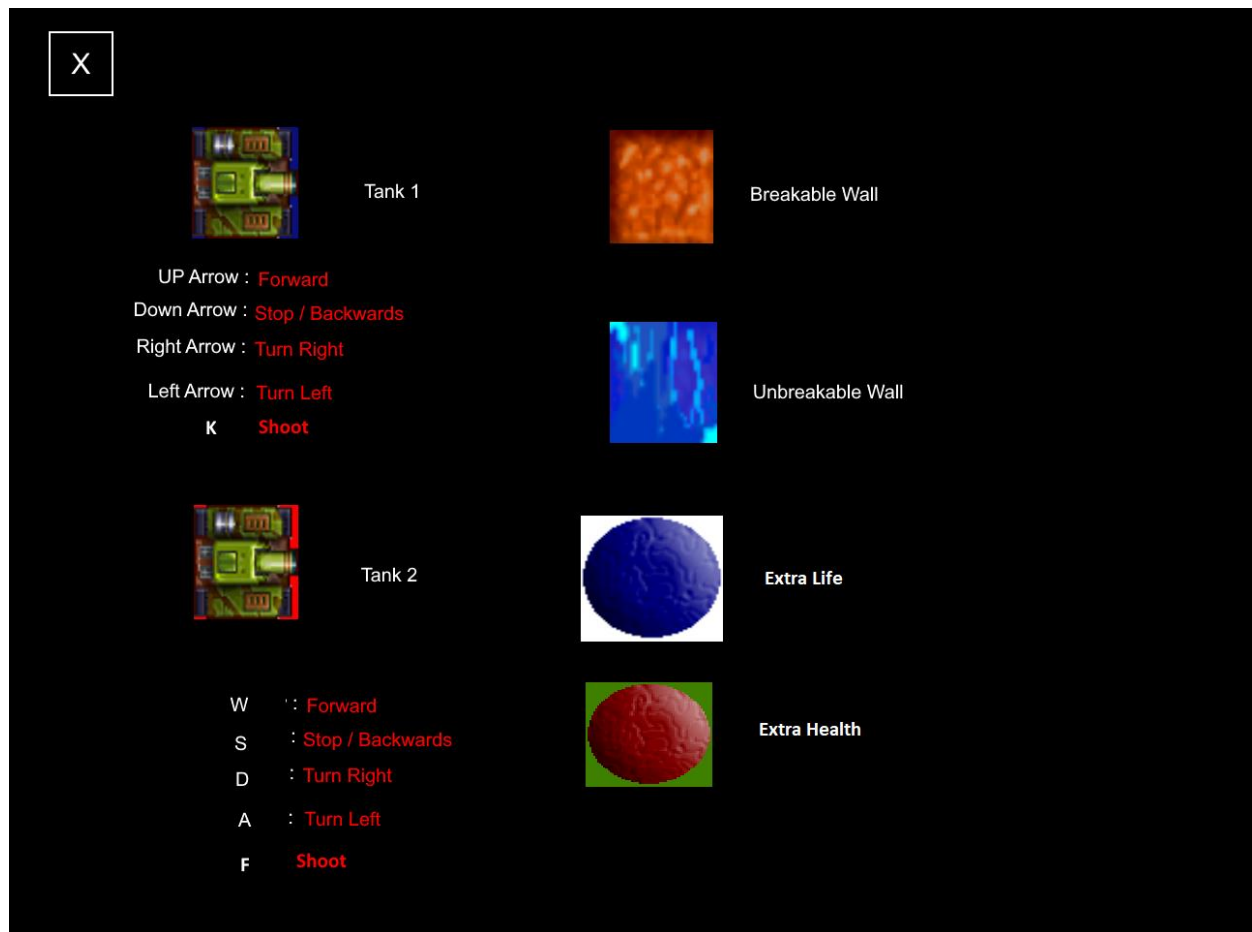 X
Tank 1
UP Arrow : Forward
Down Arrow : Stop / Backwards
Right Arrow : Turn Right
Left Arrow : Turn Left
K Shoot
Tank 2
W : Forward
S : Stop / Backwards
D : Turn Right
A : Turn Left
F Shoot
Breakable Wall
Unbreakable Wall
Extra Life
Extra Health